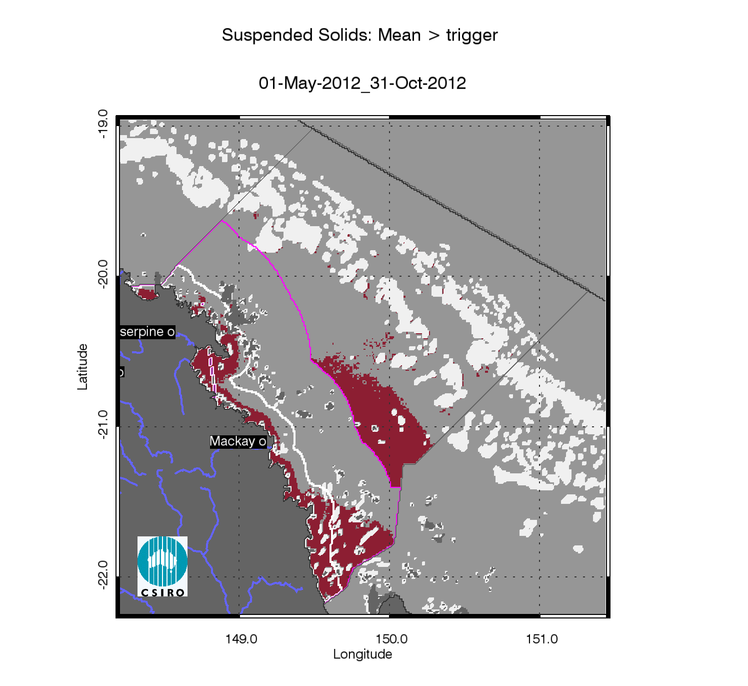 Suspended Solids: Mean > trigger
01-May-2012_31-Oct-2012
-19.0
-20.0
-21.0
-22.0
Latitude
serpine o
Mackay o
CSIRO
149.0 150.0 151.0
Longitude